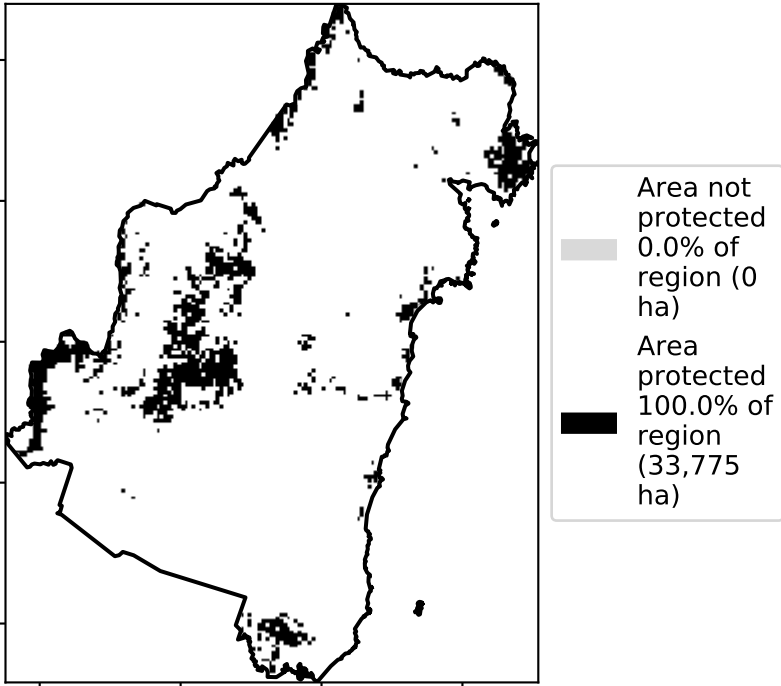 Area not
protected
0.0% of
region (0
ha)
Area
protected
100.0% of
region
(33,775
ha)